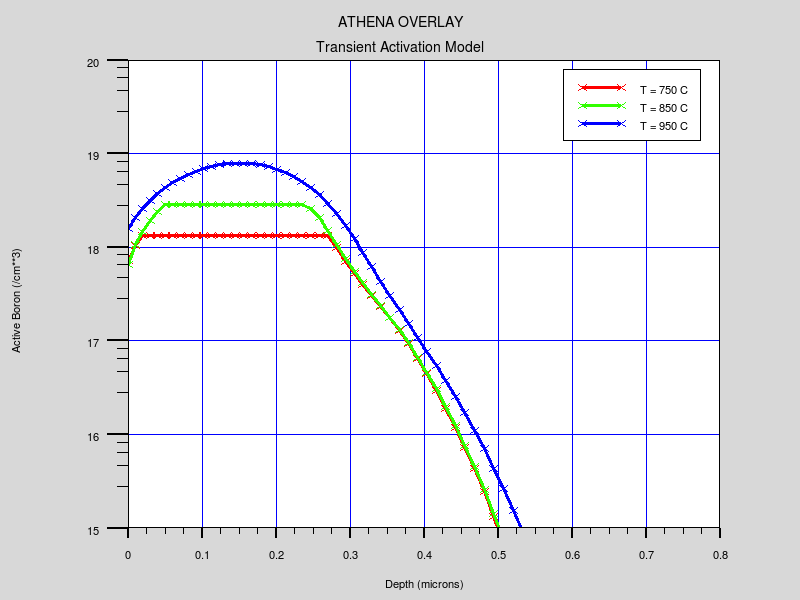 ATHENA OVERLAY
Transient Activation Model
T = 750 C
T = 850 C
T = 950 C
20
19
18
17
16
15
Active Boron (/cm**3)
0 0.1 0.2 0.3 0.4 0.5 0.6 0.7 0.8
Depth (microns)